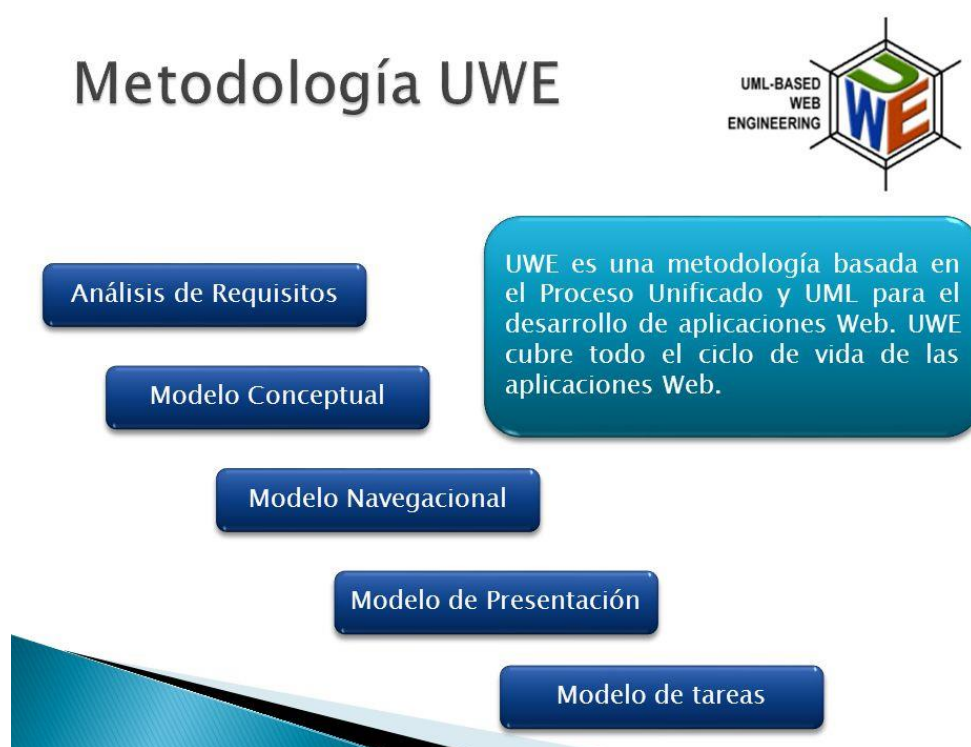 Metodología UWE
UML-BASED
WEB
ENGINEERING
UWE
Análisis de Requisitos
UWE es una metodología basada en
el Proceso Unificado y UML para el
desarrollo de aplicaciones Web. UWE
cubre todo el ciclo de vida de las
aplicaciones Web.
Modelo Conceptual
Modelo Navegacional
Modelo de Presentación
Modelo de tareas